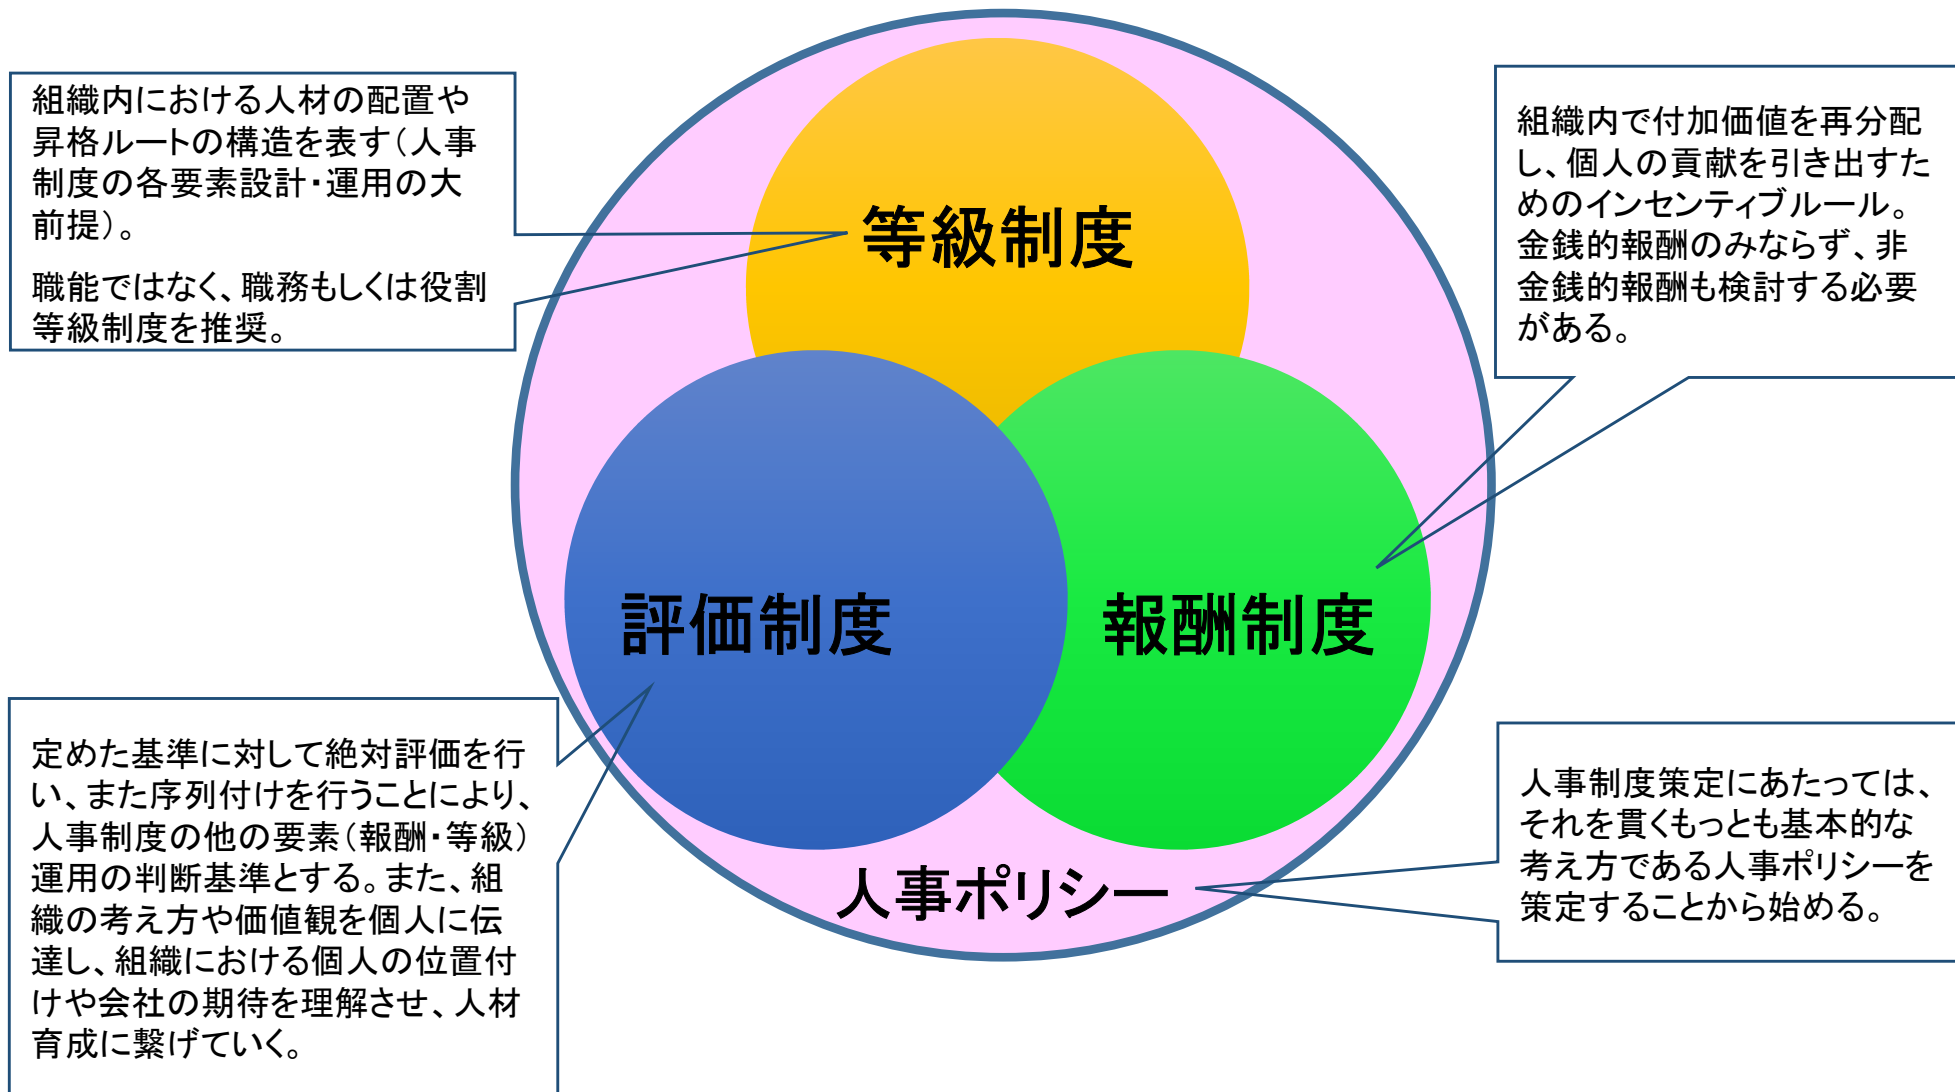 組織内における人材の配置や
昇格ルートの構造を表す（人事
制度の各要素設計・運用の大
前提）。
職能ではなく、職務もしくは役割
等級制度を推奨。
等級制度
組織内で付加価値を再分配
し、個人の貢献を引き出すた
めのインセンティブルール。
金銭的報酬のみならず、非
金銭的報酬も検討する必要
がある。
評価制度
報酬制度
定めた基準に対して絶対評価を行
い、また序列付けを行うことにより、
人事制度の他の要素（報酬・等級）
運用の判断基準とする。また、組
織の考え方や価値観を個人に伝
達し、組織における個人の位置付
けや会社の期待を理解させ、人材
育成に繋げていく。
人事ポリシー
人事制度策定にあたっては、
それを貫くもっとも基本的な
考え方である人事ポリシーを
策定することから始める。